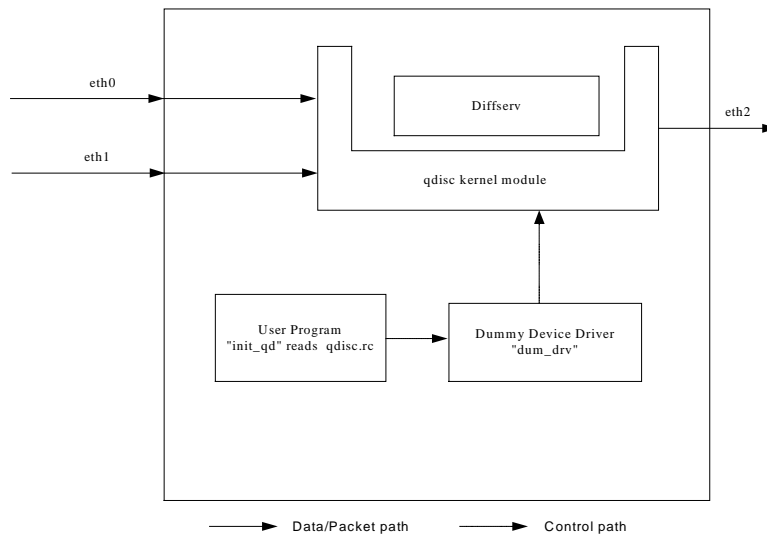 eth0
Diffserv
eth2
eth1
qdisc kernel module
User Program
"init_qd" reads qdisc.rc
Dummy Device Driver
"dum_drv"
Data/Packet path
Control path